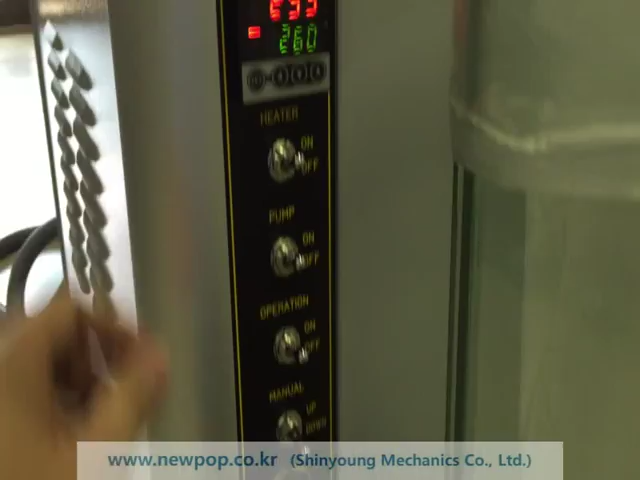 260
HEATER
ON
OFF
PUMP
ON
OFF
OPERATION
ON
OFF
MANUAL
UP
DOWN
www.newpop.co.kr (Shinyoung Mechanics Co., Ltd.)